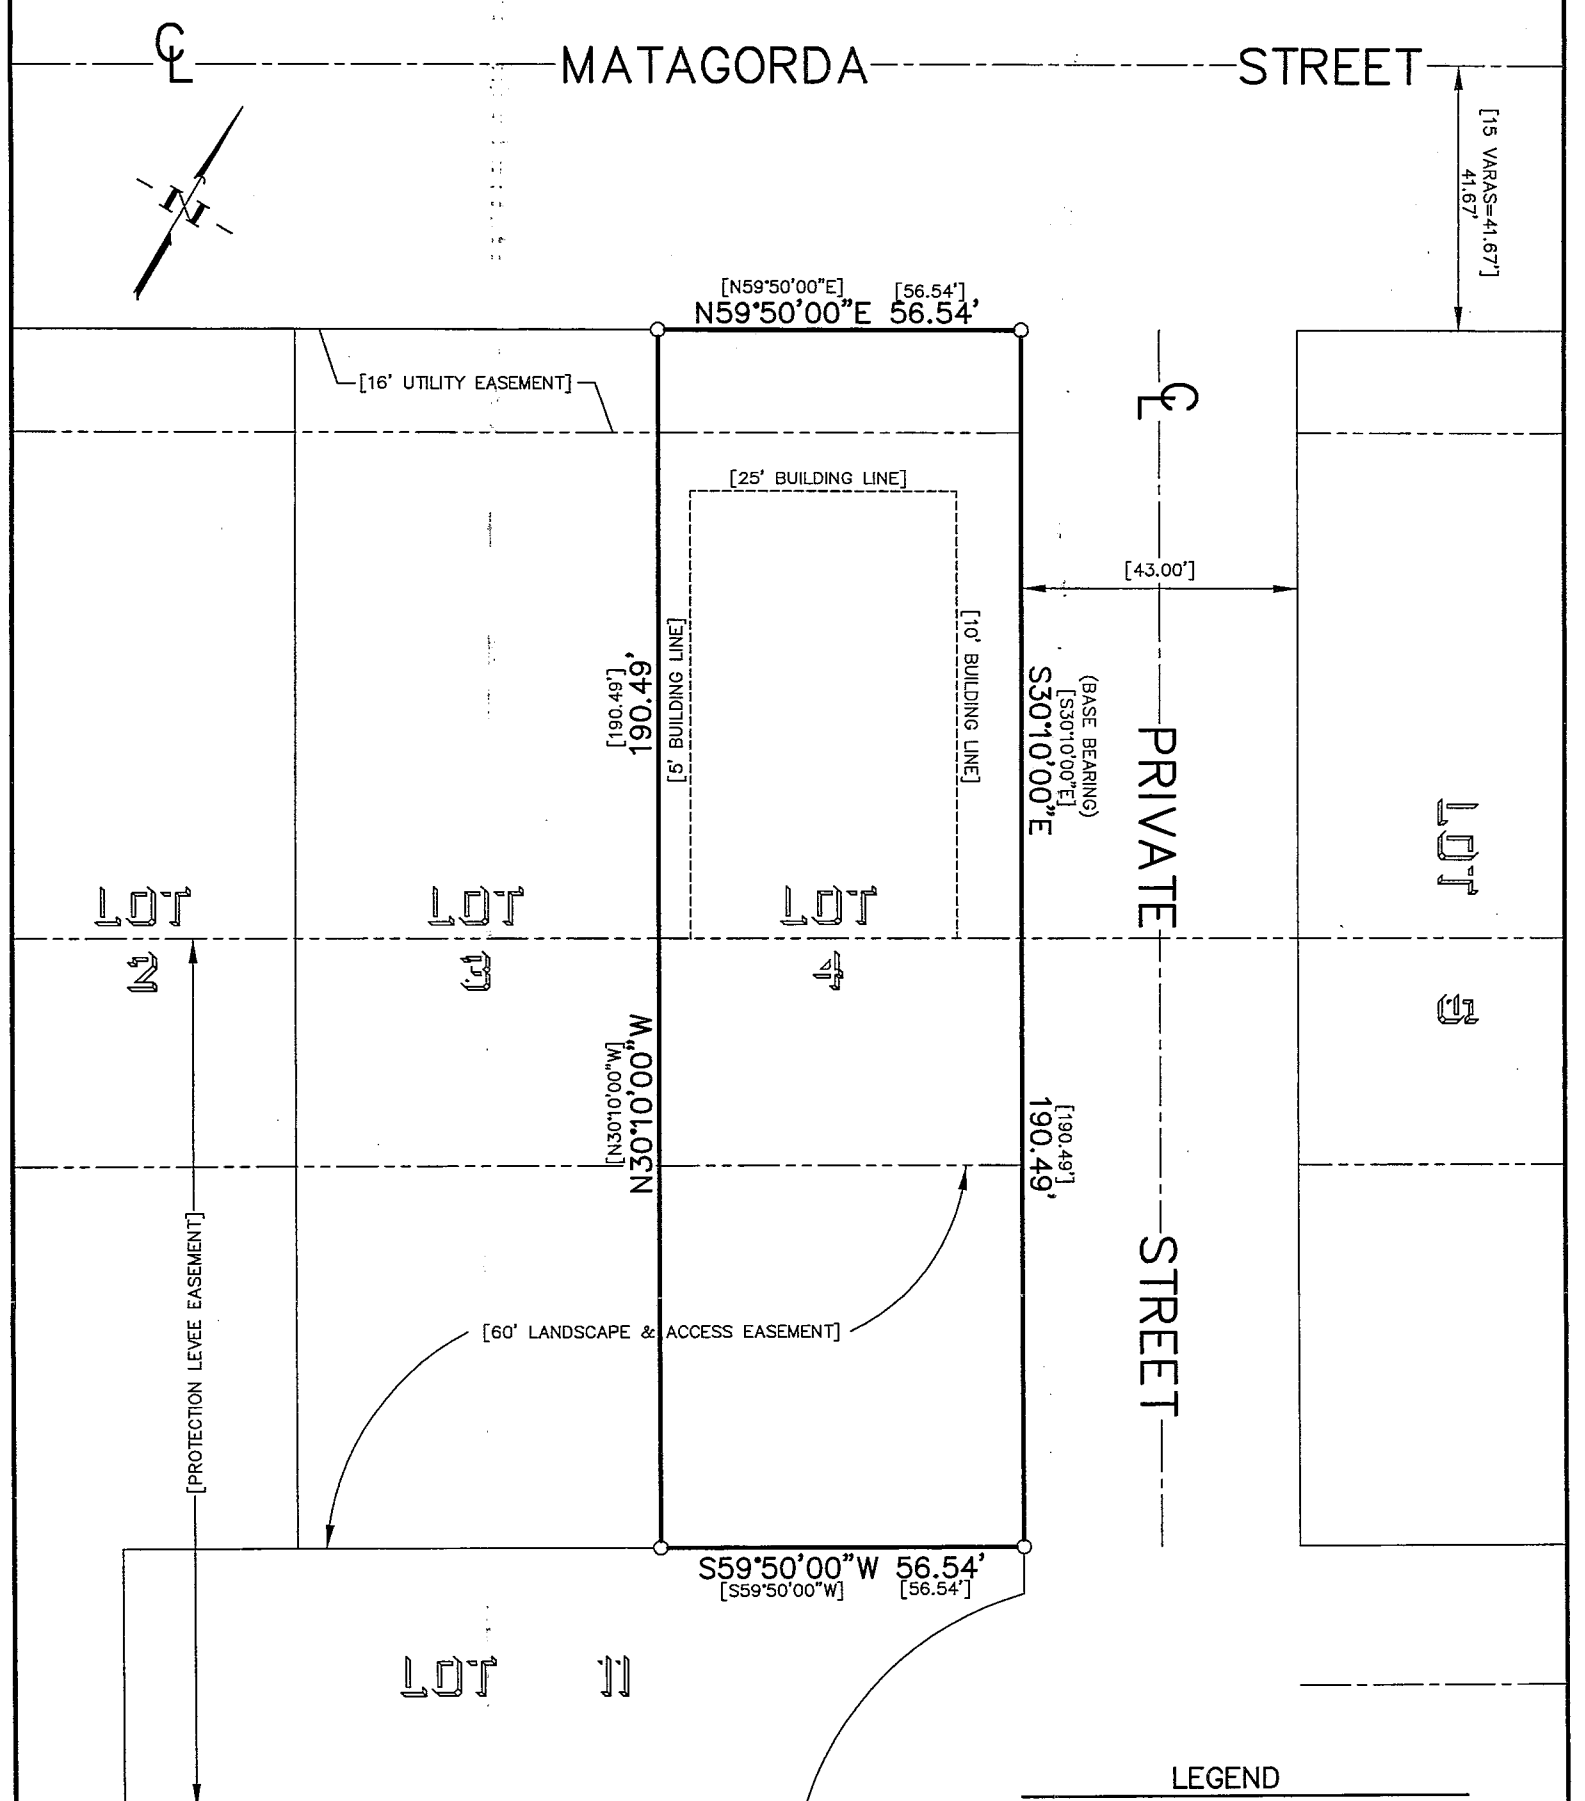 ℄
MATAGORDA STREET
[15 VARAS=41.67']
41.67'
N
[N59°50'00"E] [56.54']
N59°50'00"E 56.54'
[16' UTILITY EASEMENT]
℄
[25' BUILDING LINE]
[43.00']
[5' BUILDING LINE]
[10' BUILDING LINE]
190.49'
[190.49']
(BASE BEARING)
[S30°10'00"E]
S30°10'00"E
PRIVATE STREET
LOT 2
LOT 3
LOT 4
LOT 5
N30°10'00"W
[N30°10'00"W]
[190.49']
190.49'
[PROTECTION LEVEE EASEMENT]
[60' LANDSCAPE & ACCESS EASEMENT]
S59°50'00"W 56.54'
[S59°50'00"W] [56.54']
LOT 11
LEGEND